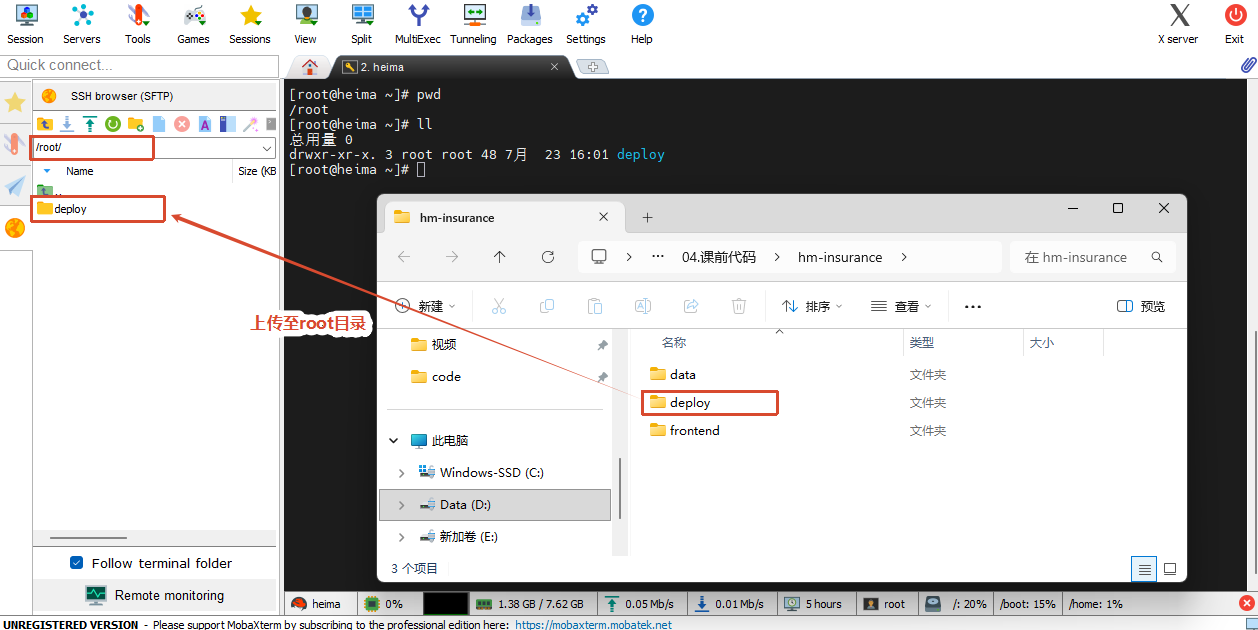 Session Servers Tools Games Sessions View Split MultiExec Tunneling Packages Settings Help X server Exit
Quick connect...
2. heima
SSH browser (SFTP)
/root/
Name Size (KB
..
deploy
[root@heima ~]# pwd
/root
[root@heima ~]# ll
总用量 0
drwxr-xr-x. 3 root root 48 7月 23 16:01 deploy
[root@heima ~]#
上传至root目录
hm-insurance
04.课前代码 hm-insurance
在 hm-insurance
新建 排序 查看 预览
视频
code
此电脑
Windows-SSD (C:)
Data (D:)
新加卷 (E:)
名称 类型 大小
data 文件夹
deploy 文件夹
frontend 文件夹
3 个项目
Follow terminal folder
Remote monitoring
heima 0% 1.38 GB / 7.62 GB 0.05 Mb/s 0.01 Mb/s 5 hours root /: 20% /boot: 15% /home: 1%
UNREGISTERED VERSION - Please support MobaXterm by subscribing to the professional edition here: https://mobaxterm.mobatek.net